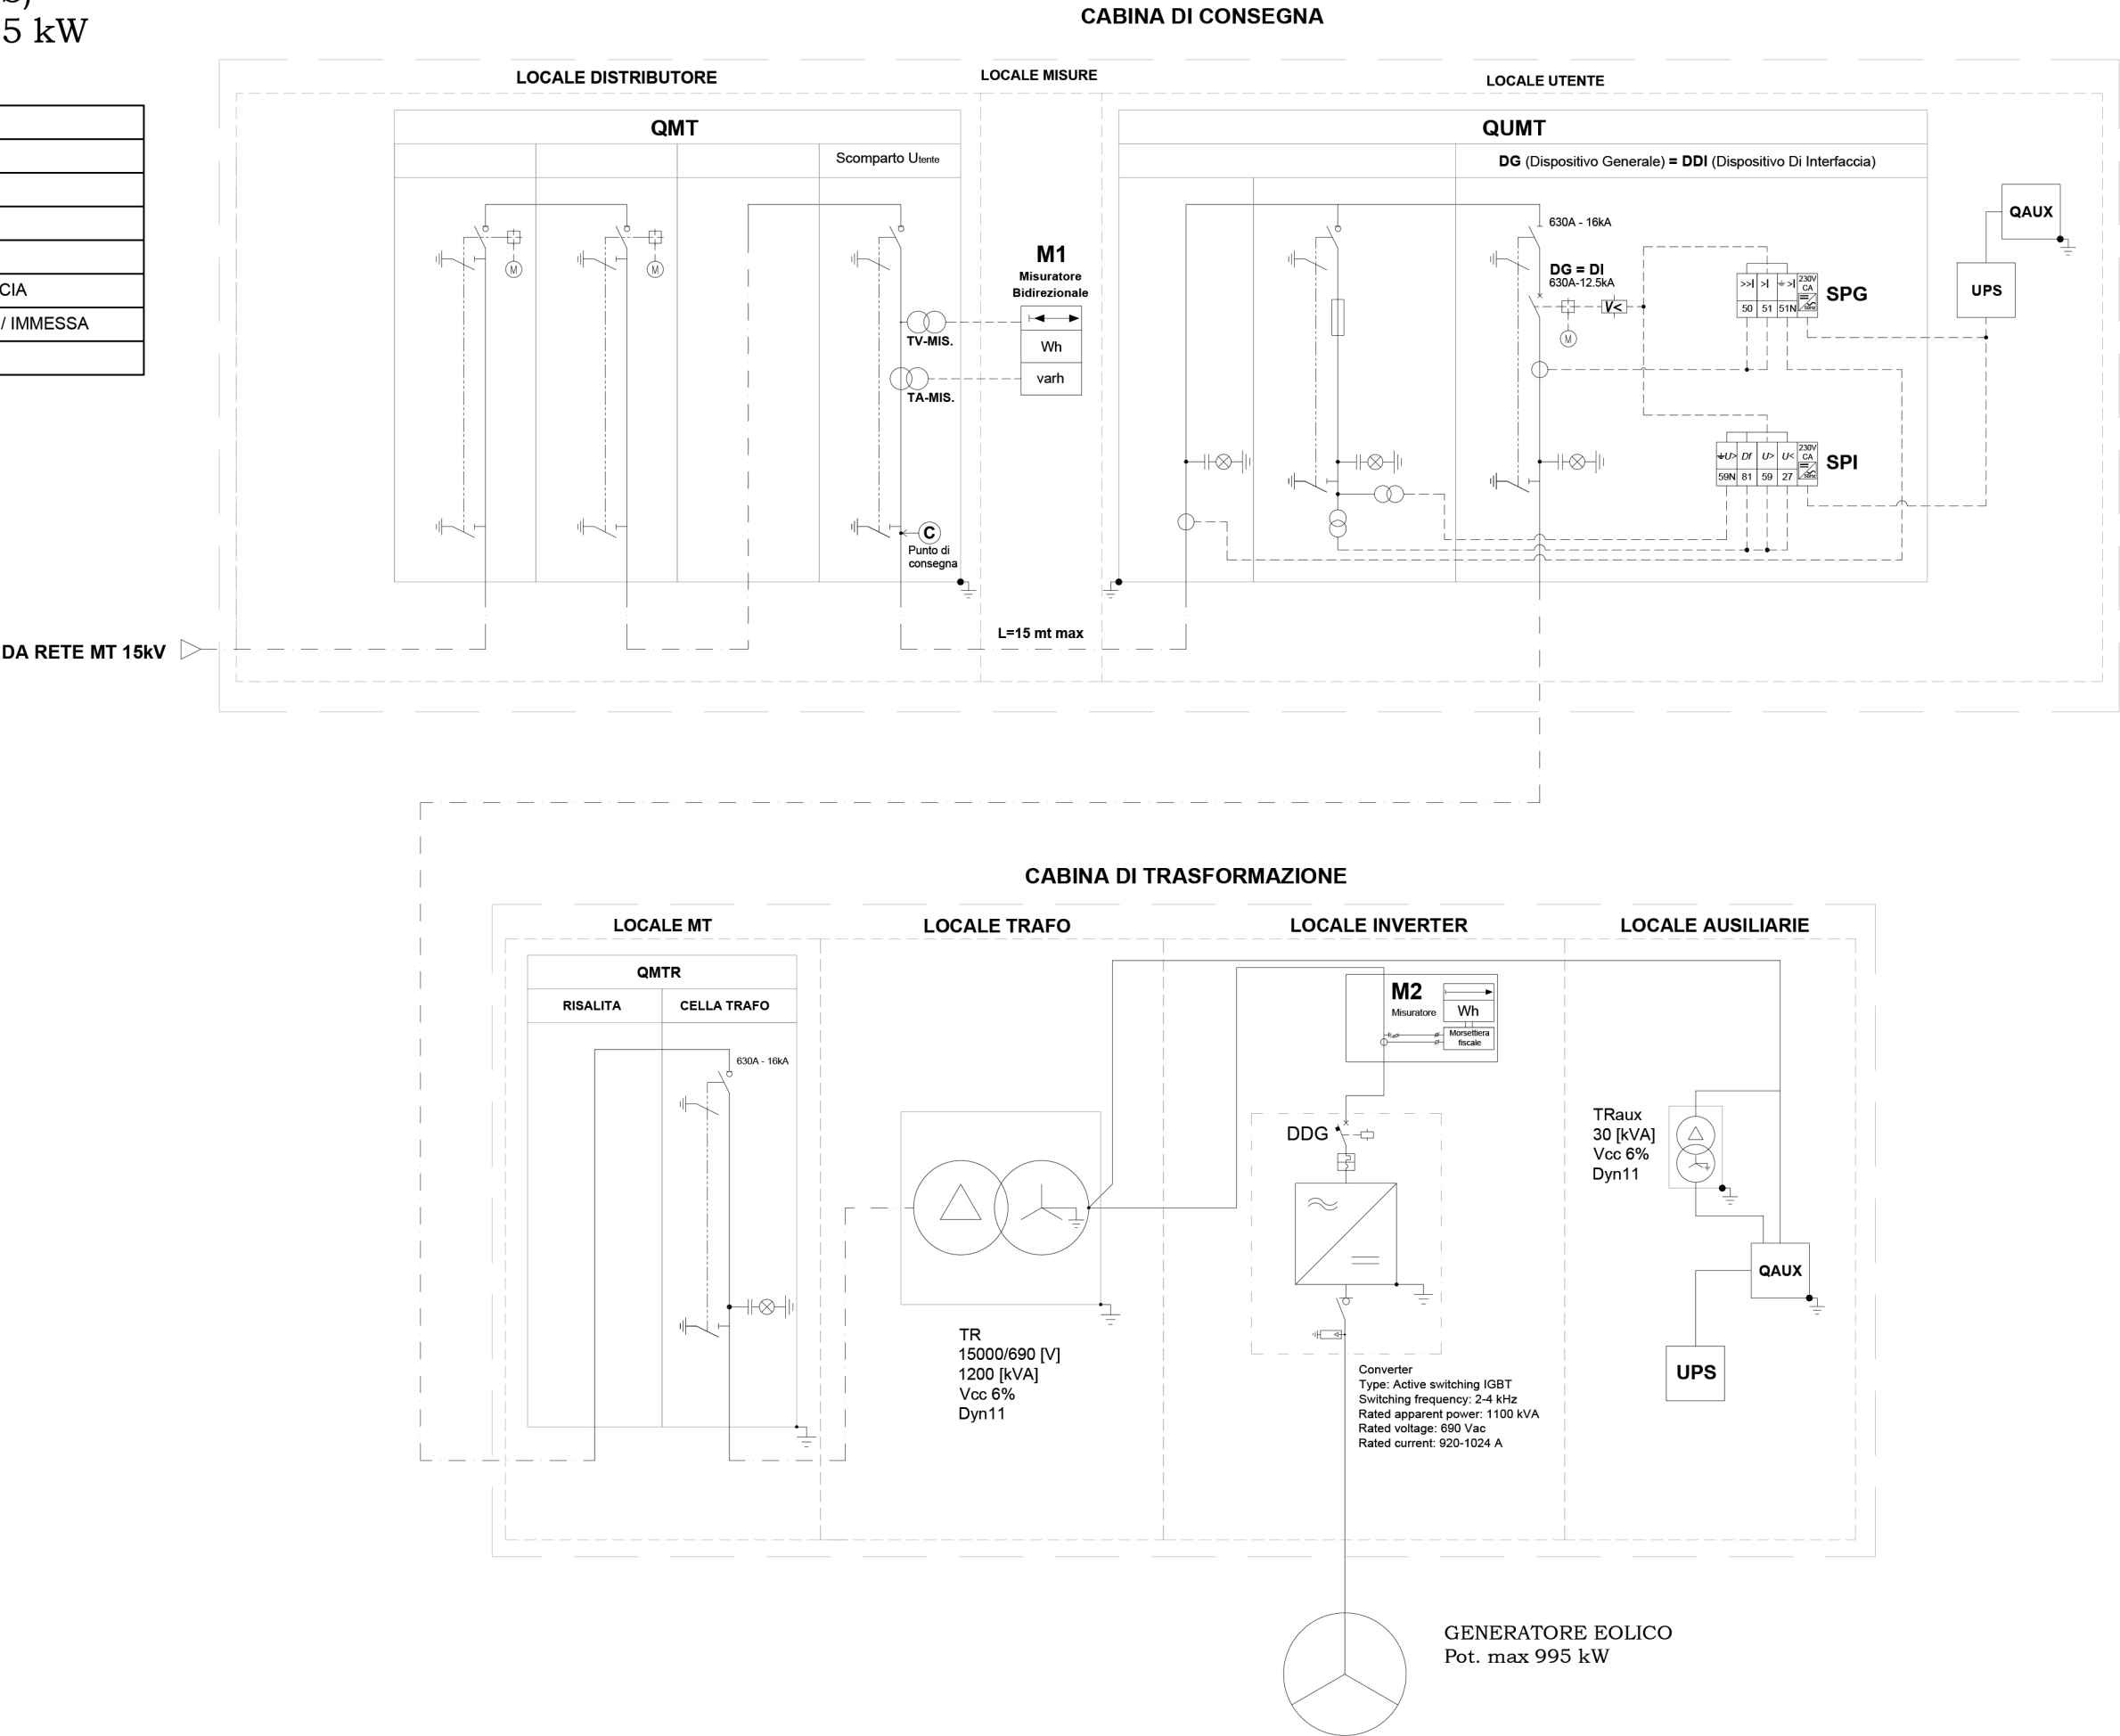 5 kW
CIA
/ IMMESSA
CABINA DI CONSEGNA
LOCALE DISTRIBUTORE
LOCALE MISURE
LOCALE UTENTE
QMT
Scomparto Utente
M
M
TV-MIS.
TA-MIS.
C
Punto di
consegna
M1
Misuratore
Bidirezionale
Wh
varh
QUMT
DG (Dispositivo Generale) = DDI (Dispositivo Di Interfaccia)
630A - 16kA
DG = DI
630A-12.5kA
V<
M
>>I >I >I 230V
CA
50 51 51N
SPG
U> Df U> U< 230V
CA
59N 81 59 27
SPI
QAUX
UPS
L=15 mt max
DA RETE MT 15kV
CABINA DI TRASFORMAZIONE
LOCALE MT
LOCALE TRAFO
LOCALE INVERTER
LOCALE AUSILIARIE
QMTR
RISALITA
CELLA TRAFO
630A - 16kA
TR
15000/690 [V]
1200 [kVA]
Vcc 6%
Dyn11
M2
Misuratore
Wh
Morsettiera
fiscale
DDG
Converter
Type: Active switching IGBT
Switching frequency: 2-4 kHz
Rated apparent power: 1100 kVA
Rated voltage: 690 Vac
Rated current: 920-1024 A
TRaux
30 [kVA]
Vcc 6%
Dyn11
QAUX
UPS
GENERATORE EOLICO
Pot. max 995 kW